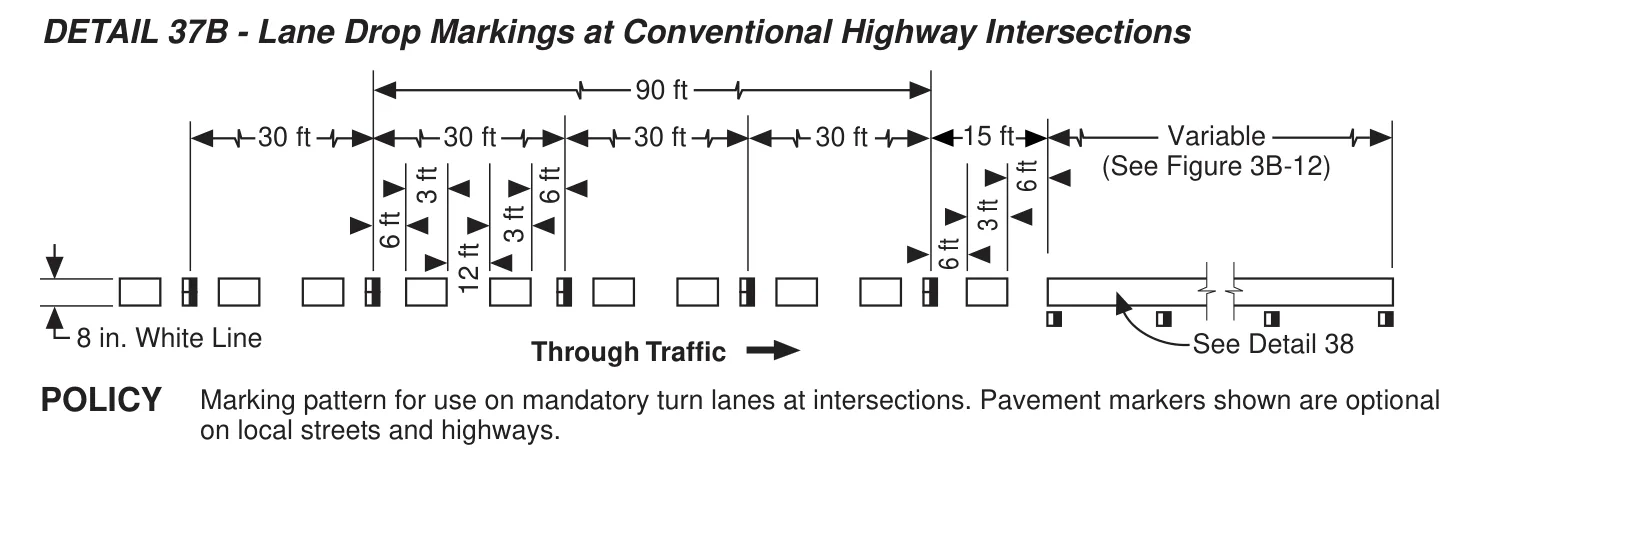 DETAIL 37B - Lane Drop Markings at Conventional Highway Intersections
90 ft
30 ft 30 ft 30 ft 30 ft 15 ft Variable
(See Figure 3B-12)
6 ft 3 ft 12 ft 3 ft 6 ft 6 ft 3 ft 6 ft
8 in. White Line
Through Traffic
See Detail 38
POLICY Marking pattern for use on mandatory turn lanes at intersections. Pavement markers shown are optional
on local streets and highways.